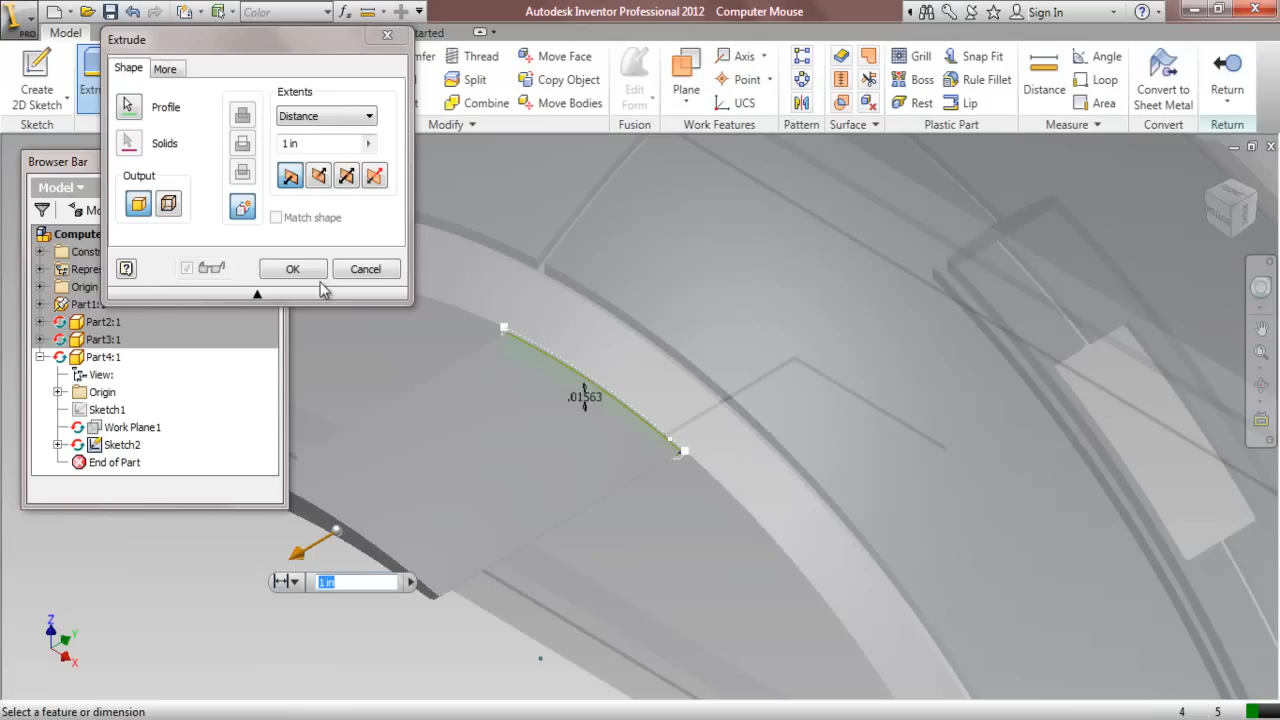 Autodesk Inventor Professional 2012 Computer Mouse
Color
Sign In
PRO
Model
Extrude
Shape
More
Profile
Solids
Output
Extents
Distance
1 in
Match shape
OK
Cancel
Create
2D Sketch
Sketch
Thread
Split
Combine
Move Face
Copy Object
Move Bodies
Modify
Edit
Form
Fusion
Plane
Axis
Point
UCS
Work Features
Pattern
Surface
Grill
Boss
Rest
Snap Fit
Rule Fillet
Lip
Plastic Part
Distance
Angle
Loop
Area
Measure
Convert to
Sheet Metal
Convert
Return
Return
Browser Bar
Model
Origin
Part2:1
Part3:1
Part4:1
View:
Origin
Sketch1
Work Plane1
Sketch2
End of Part
.01563
1 in
Z
Y
X
Select a feature or dimension
4 5